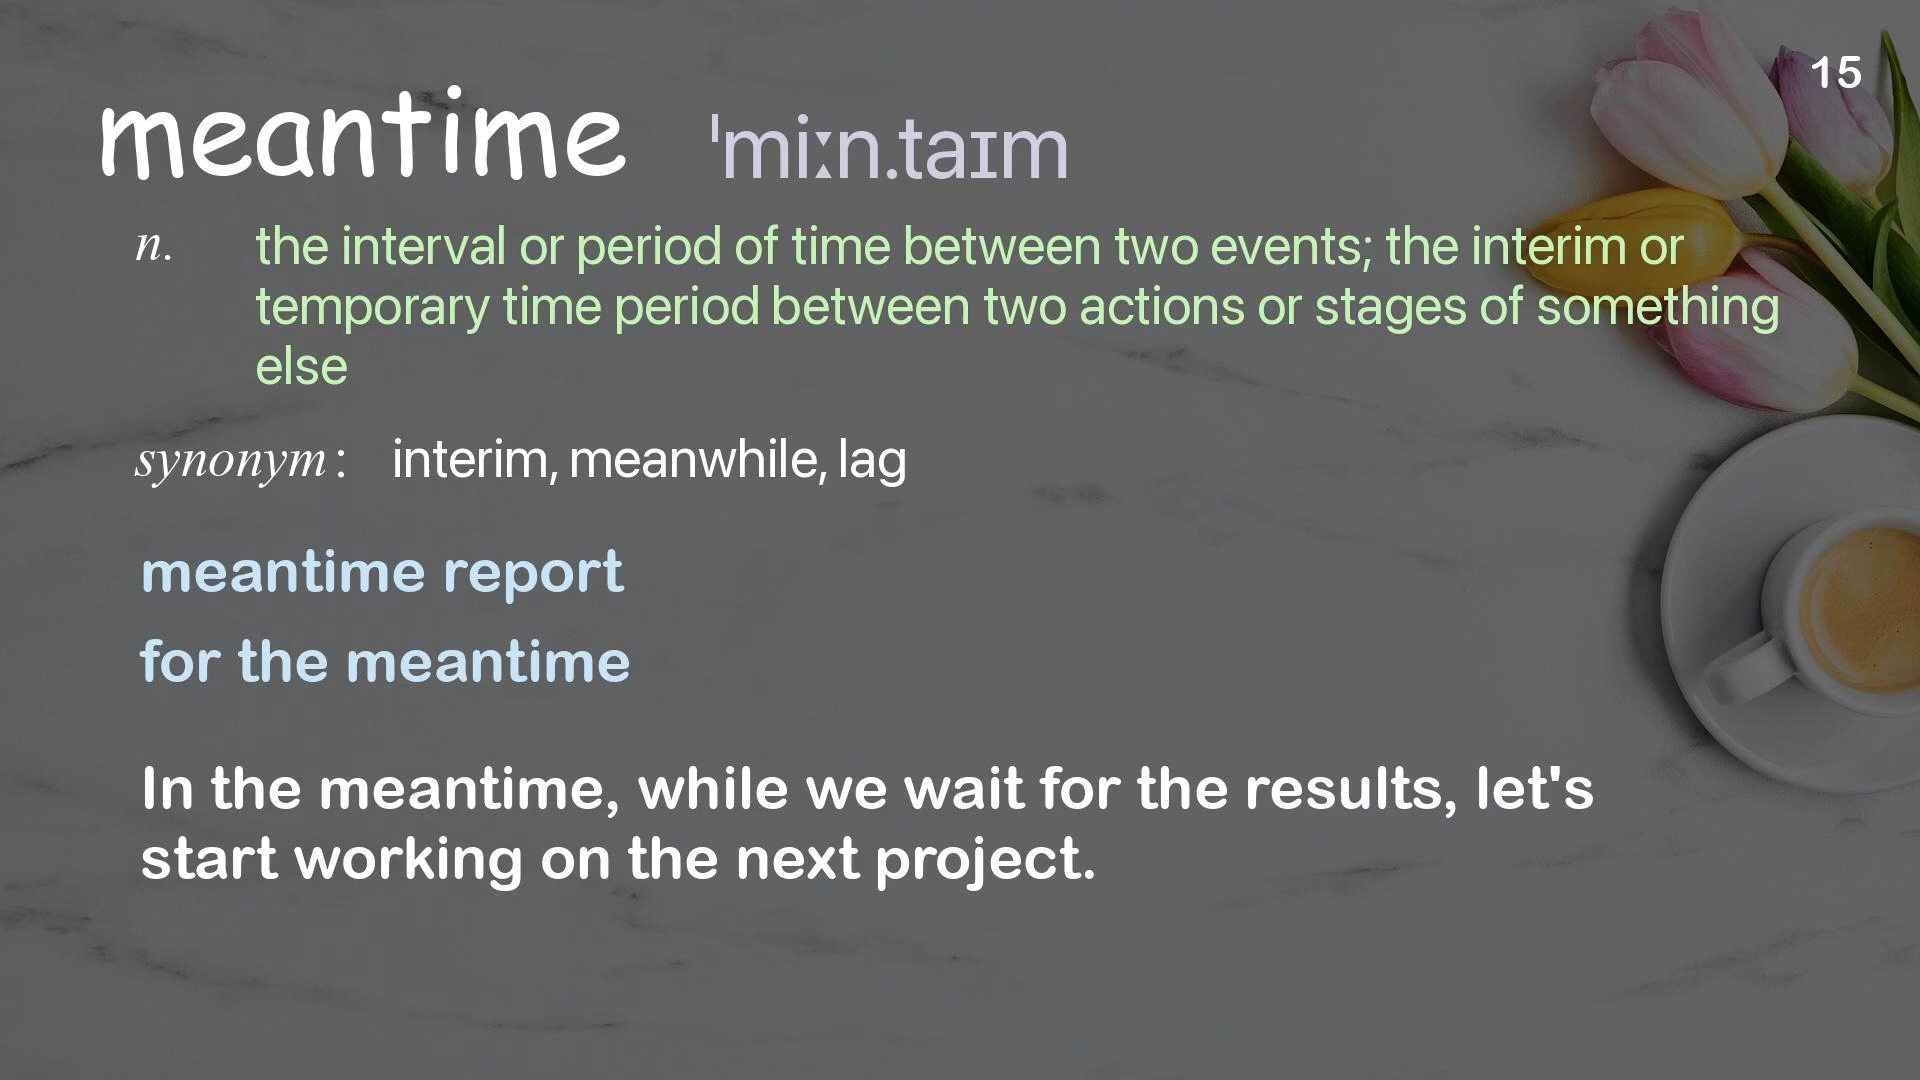 15
meantime ˈmiːn.taɪm
n. the interval or period of time between two events; the interim or
temporary time period between two actions or stages of something
else
synonym: interim, meanwhile, lag
meantime report
for the meantime
In the meantime, while we wait for the results, let's
start working on the next project.